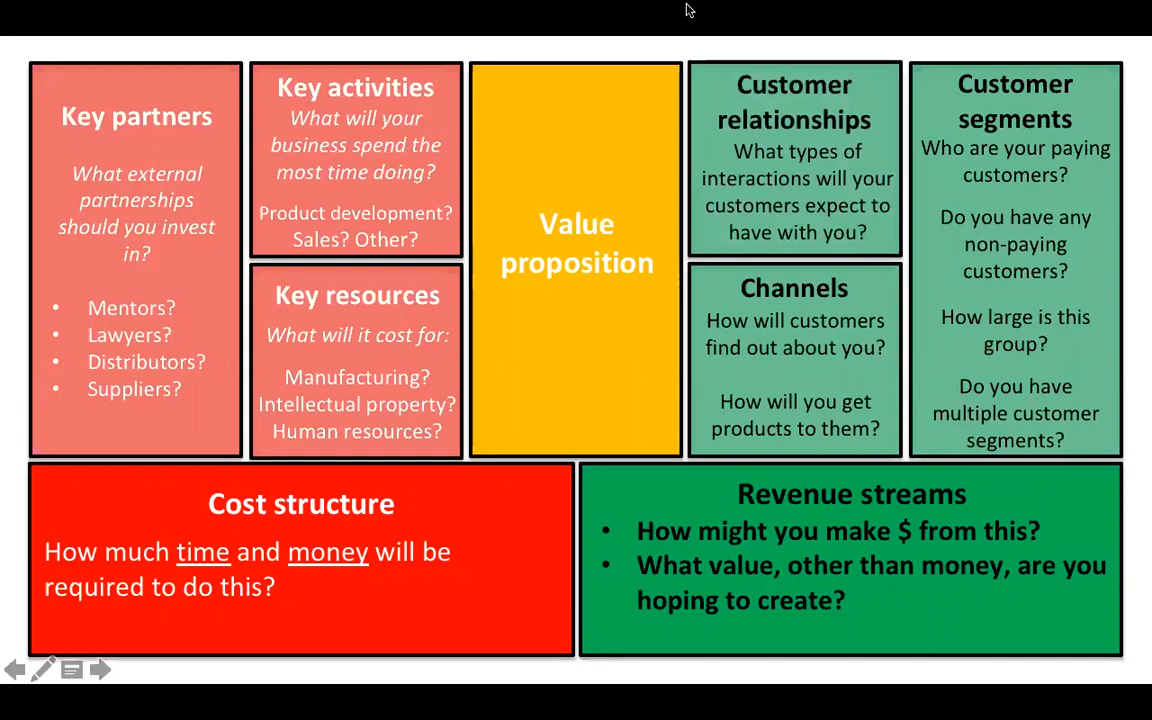 Key partners
What external
partnerships
should you invest
in?
• Mentors?
• Lawyers?
• Distributors?
• Suppliers?
Key activities
What will your
business spend the
most time doing?
Product development?
Sales? Other?
Key resources
What will it cost for:
Manufacturing?
Intellectual property?
Human resources?
Value
proposition
Customer
relationships
What types of
interactions will your
customers expect to
have with you?
Channels
How will customers
find out about you?
How will you get
products to them?
Customer
segments
Who are your paying
customers?
Do you have any
non-paying
customers?
How large is this
group?
Do you have
multiple customer
segments?
Cost structure
How much time and money will be
required to do this?
Revenue streams
• How might you make $ from this?
• What value, other than money, are you
hoping to create?